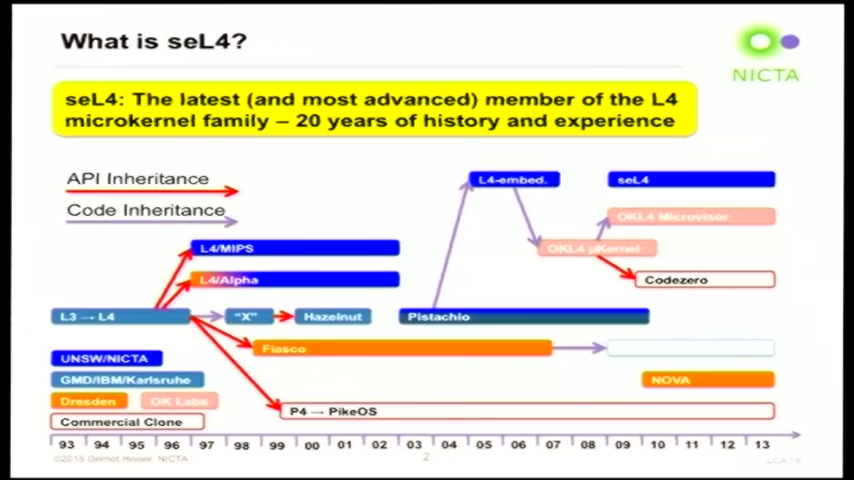 What is seL4?
NICTA
seL4: The latest (and most advanced) member of the L4
microkernel family – 20 years of history and experience
API Inheritance
Code Inheritance
L4-embed.
seL4
OKL4 Microvisor
OKL4 µKernel
Codezero
L4/MIPS
L4/Alpha
L3 → L4
"X"
Hazelnut
Pistachio
Fiasco
UNSW/NICTA
GMD/IBM/Karlsruhe
NOVA
Dresden
OK Labs
P4 → PikeOS
Commercial Clone
93 94 95 96 97 98 99 00 01 02 03 04 05 06 07 08 09 10 11 12 13
©2015 Gernot Heiser, NICTA
2